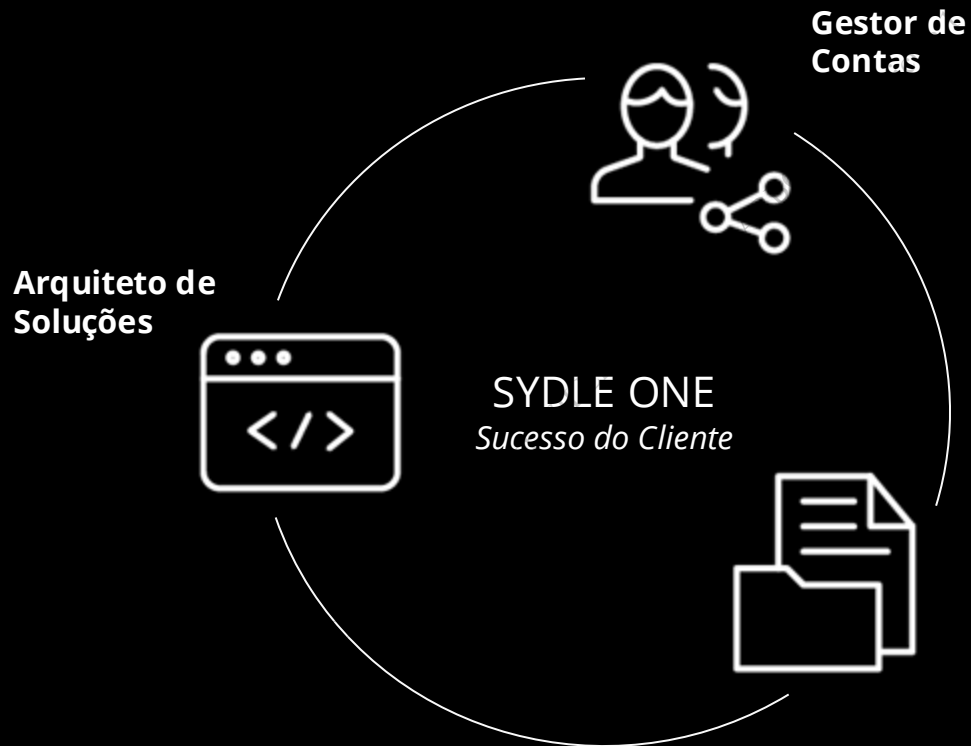 Gestor de
Contas
Arquiteto de
Soluções
SYDLE ONE
Sucesso do Cliente